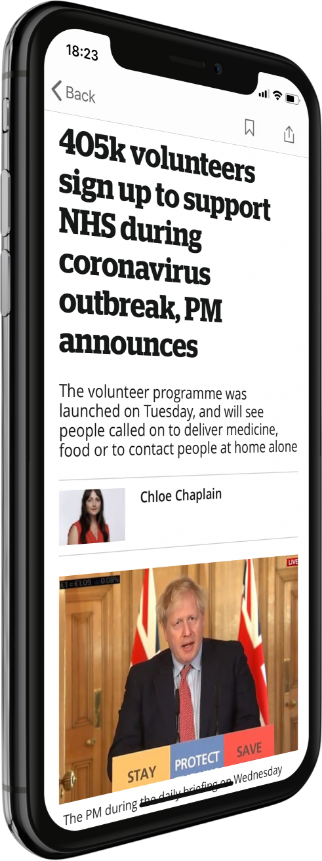 18:23
Back
405k volunteers
sign up to support
NHS during
coronavirus
outbreak, PM
announces
The volunteer programme was
launched on Tuesday, and will see
people called on to deliver medicine,
food or to contact people at home alone
Chloe Chaplain
LIVE
STAY PROTECT SAVE
The PM during the daily briefing on Wednesday